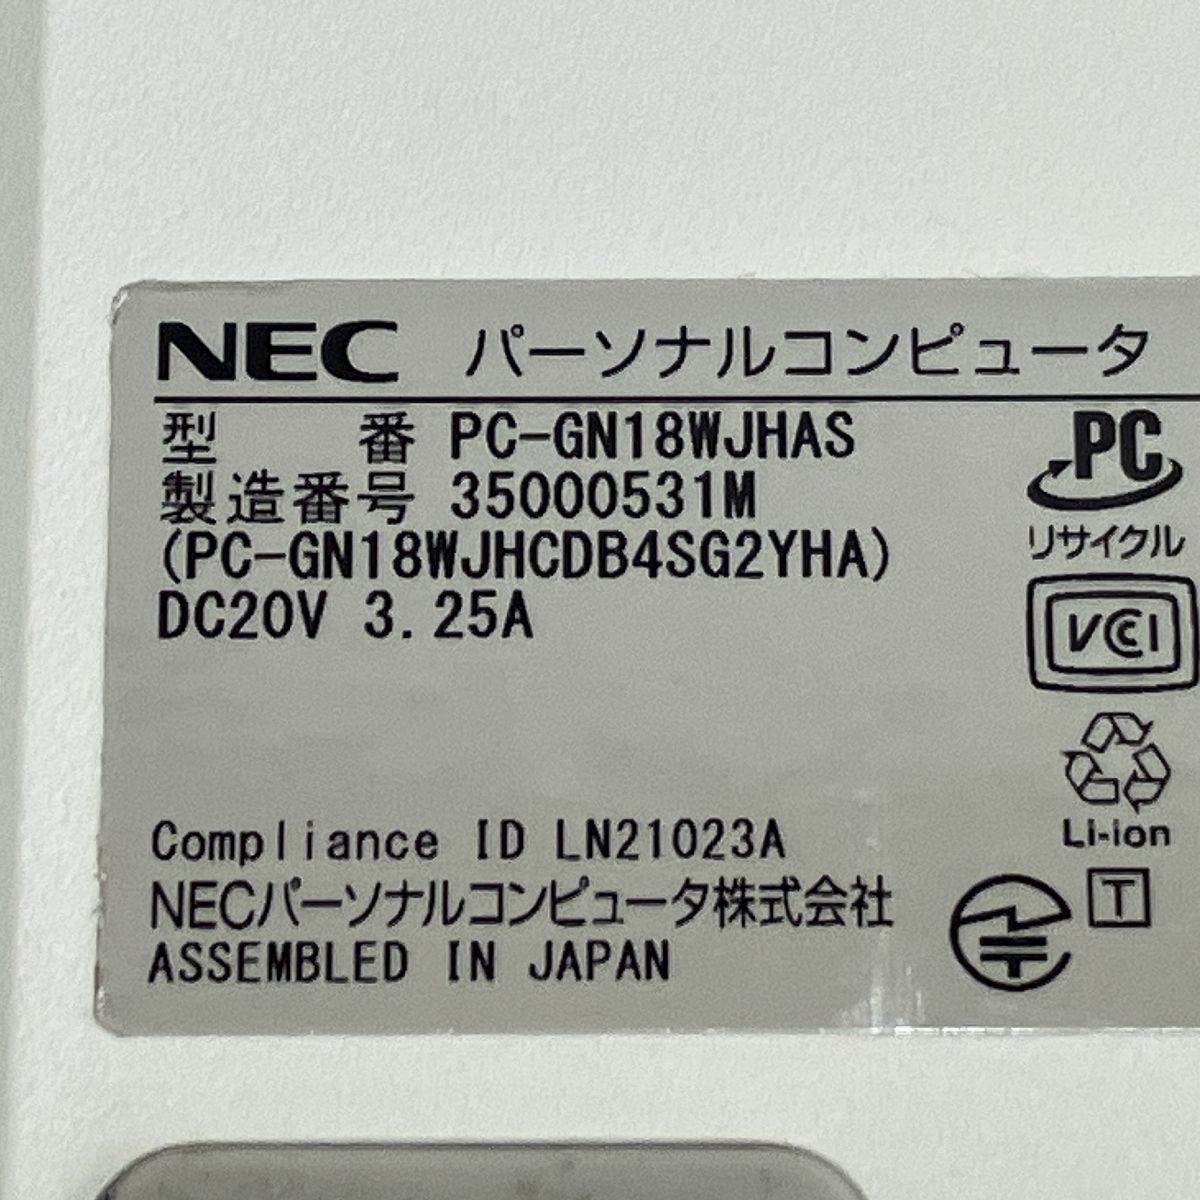 NEC パーソナルコンピュータ
型 番 PC-GN18WJHAS
製造番号 35000531M
(PC-GN18WJHCDB4SG2YHA)
DC20V 3.25A
PC
リサイクル
VCCI
Li-ion
Compliance ID LN21023A
NECパーソナルコンピュータ株式会社
T
ASSEMBLED IN JAPAN